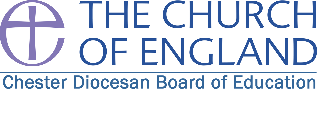 THE CHURCH
OF ENGLAND
Chester Diocesan Board of Education